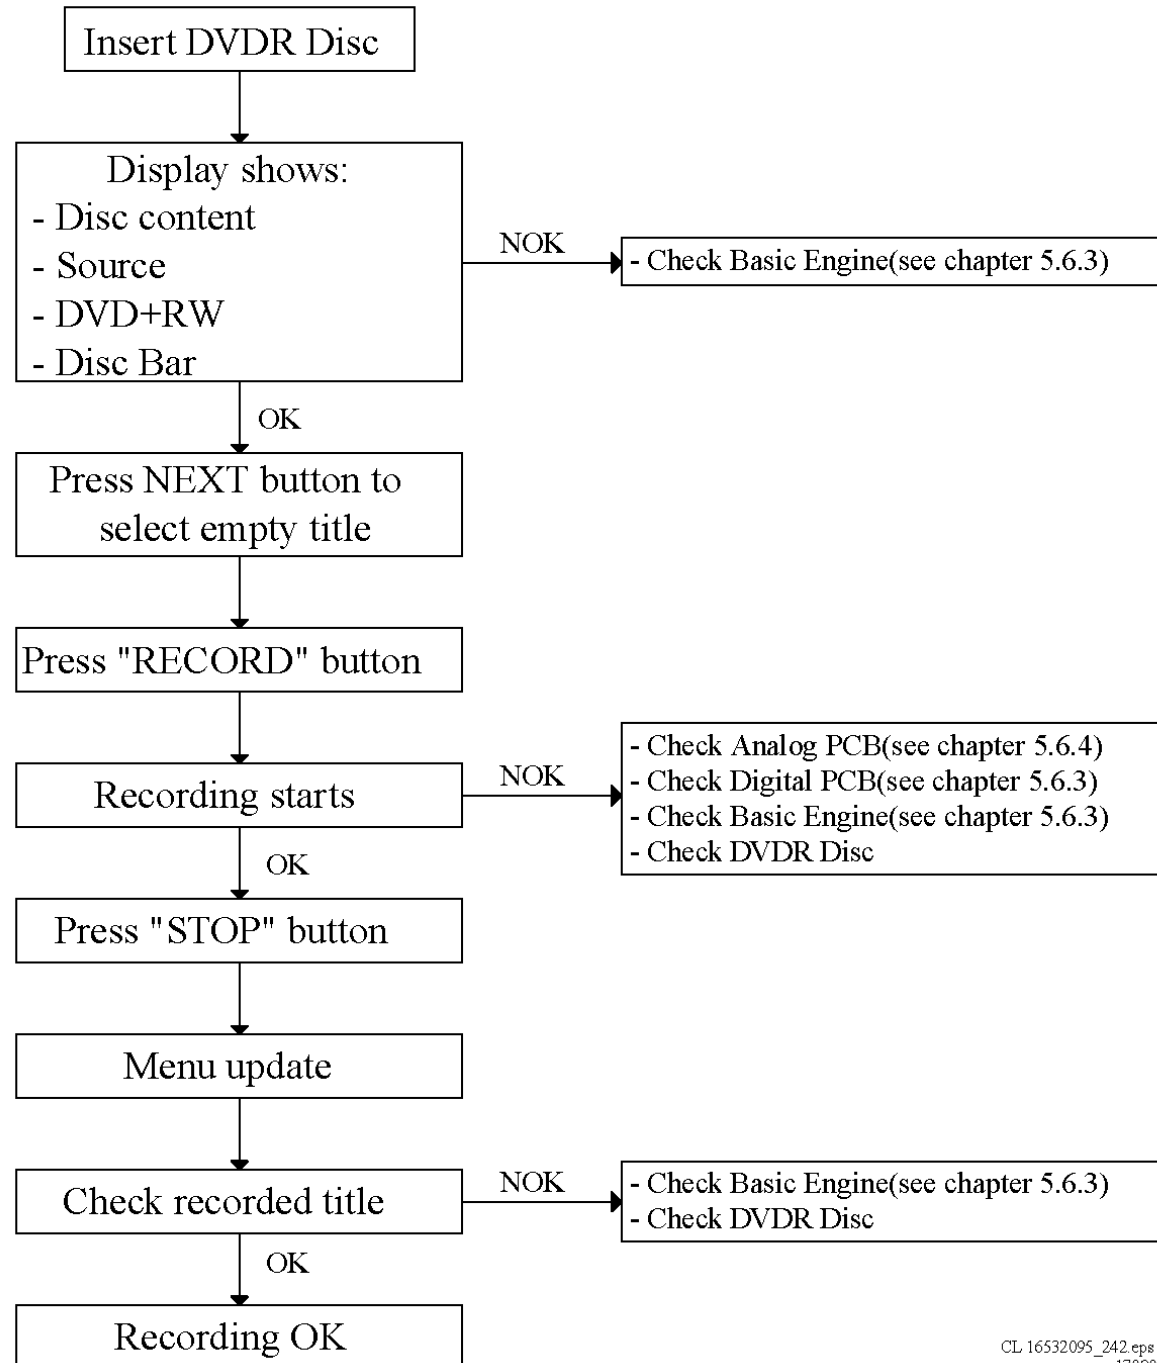 Insert DVDR Disc
Display shows:
- Disc content
- Source
- DVD+RW
- Disc Bar
NOK
- Check Basic Engine(see chapter 5.6.3)
OK
Press NEXT button to
select empty title
Press "RECORD" button
Recording starts
NOK
- Check Analog PCB(see chapter 5.6.4)
- Check Digital PCB(see chapter 5.6.3)
- Check Basic Engine(see chapter 5.6.3)
- Check DVDR Disc
OK
Press "STOP" button
Menu update
Check recorded title
NOK
- Check Basic Engine(see chapter 5.6.3)
- Check DVDR Disc
OK
Recording OK
CL 16532095_242.eps